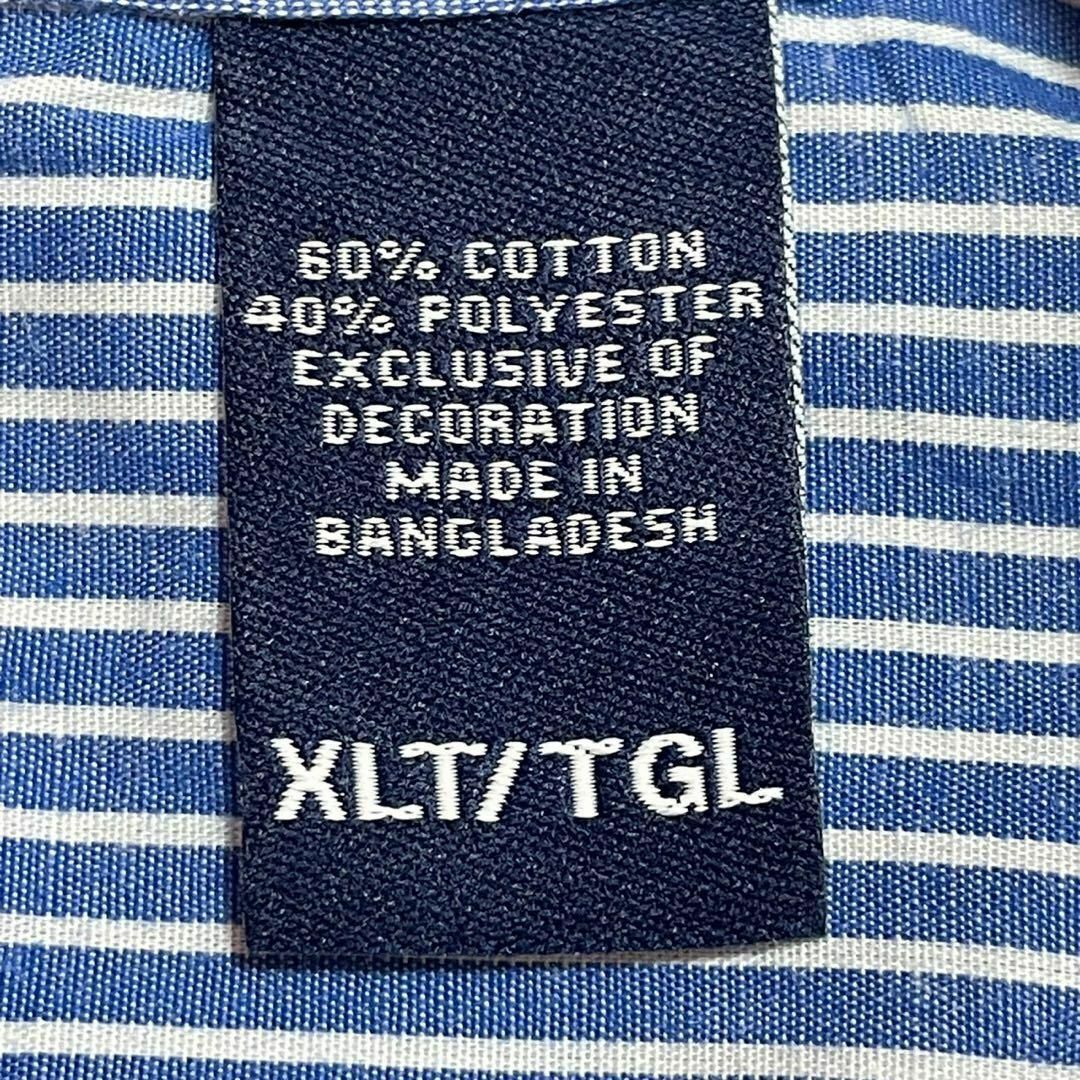 60% COTTON
40% POLYESTER
EXCLUSIVE OF
DECORATION
MADE IN
BANGLADESH
XLT/TGL